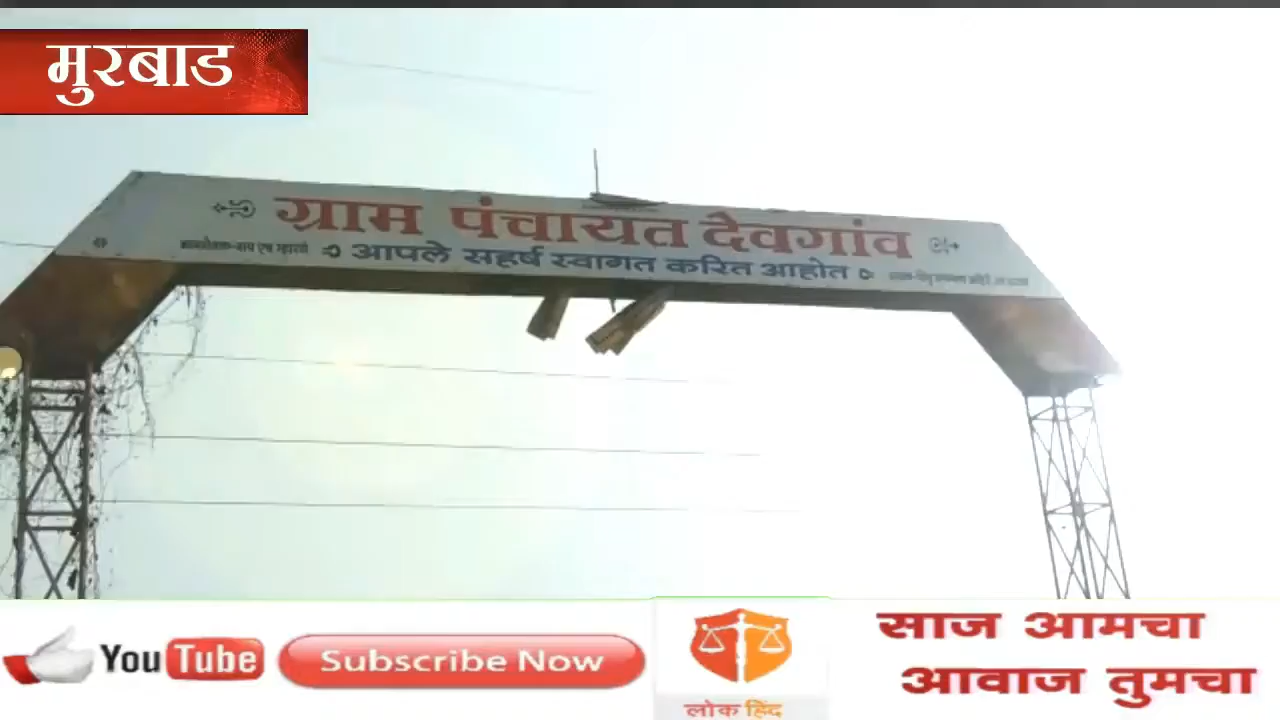 मुरबाड
ग्राम पंचायत देवगांव
आपले सहर्ष स्वागत करित आहोत
YouTube
Subscribe Now
लोक हिंद
साज आमचा
आवाज तुमचा